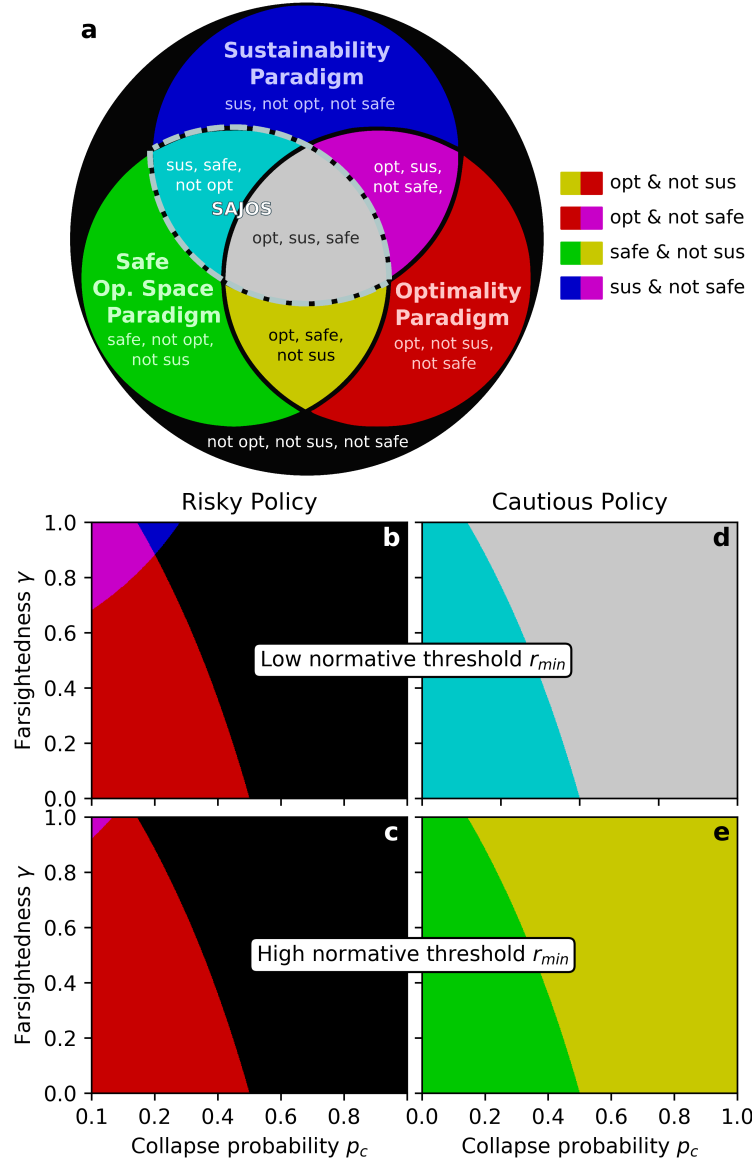 a
Sustainability
Paradigm
sus, not opt, not safe
sus, safe,
not opt
opt, sus,
not safe,
SAJOS
opt, sus, safe
Safe
Op. Space
Paradigm
safe, not opt,
not sus
Optimality
Paradigm
opt, not sus,
not safe
opt, safe,
not sus
not opt, not sus, not safe
opt & not sus
opt & not safe
safe & not sus
sus & not safe
Risky Policy
Cautious Policy
b
d
1.0
0.8
0.6
0.4
0.2
0.0
Farsightedness γ
Low normative threshold r_min
c
e
1.0
0.8
0.6
0.4
0.2
0.0
Farsightedness γ
High normative threshold r_min
0.1 0.2 0.4 0.6 0.8
0.0 0.2 0.4 0.6 0.8 1.0
Collapse probability p_c
Collapse probability p_c